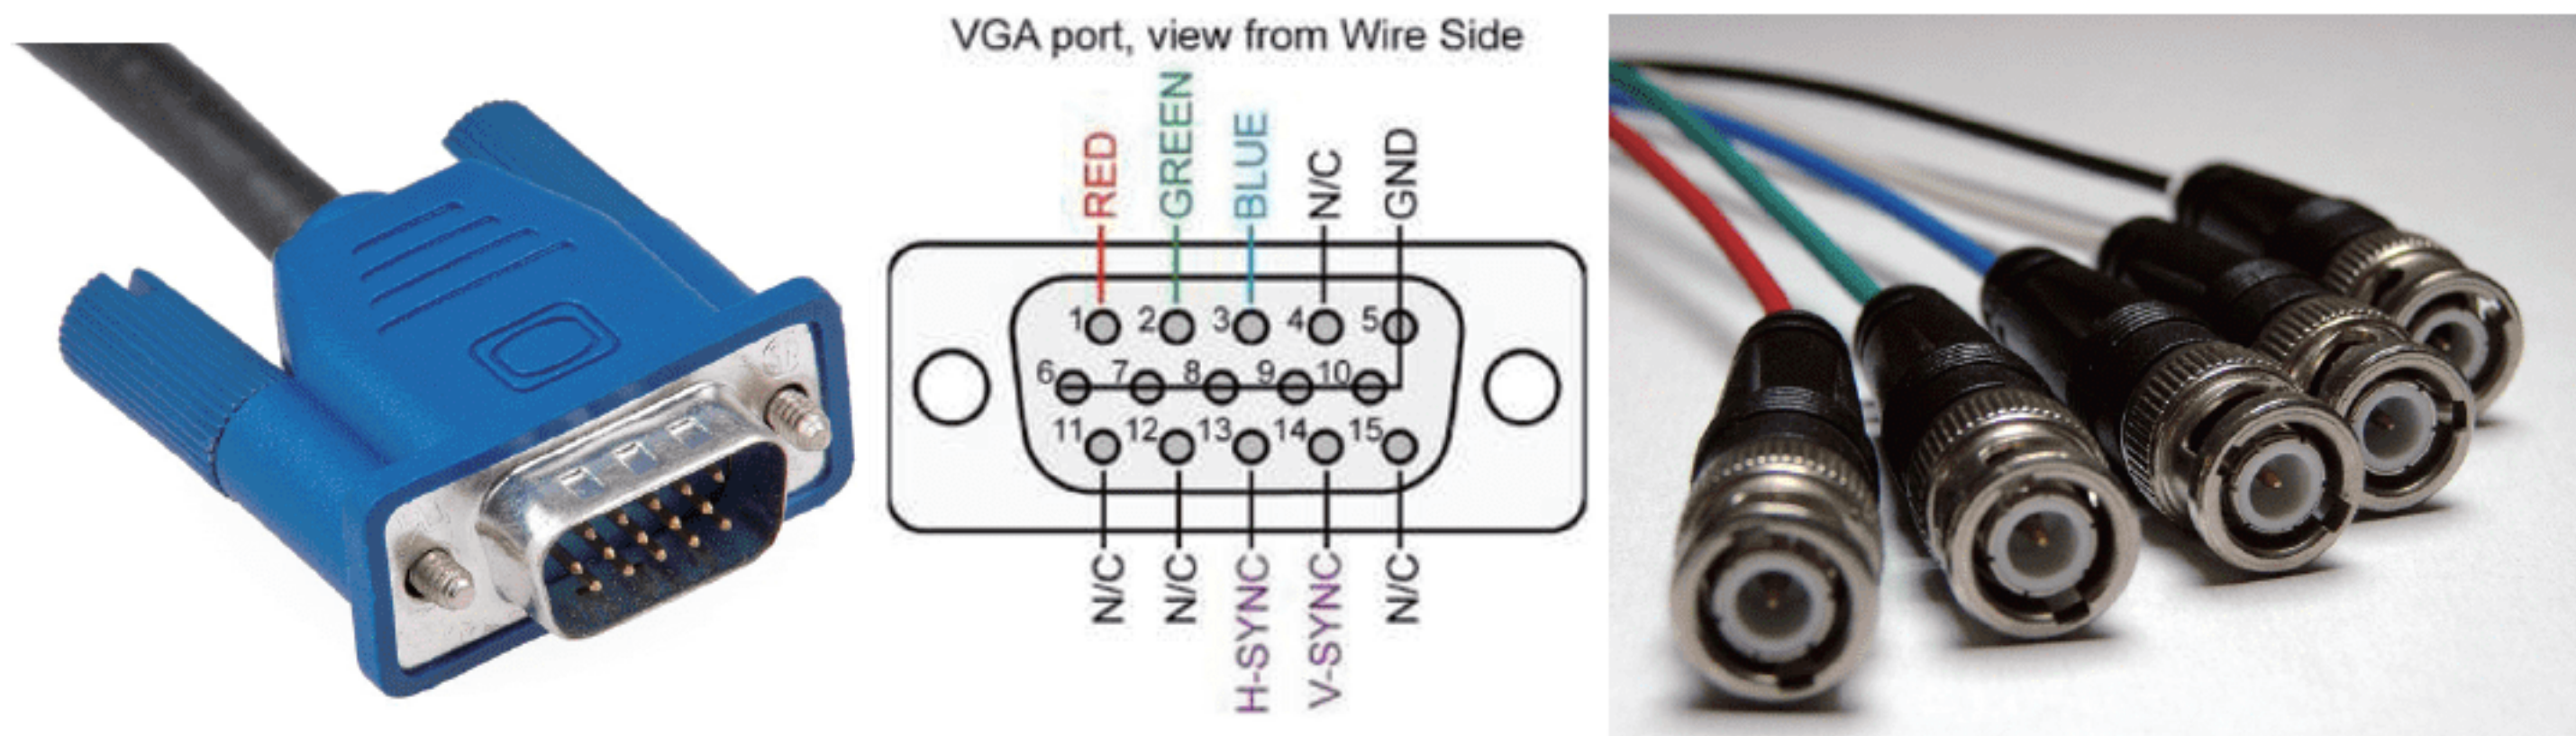 VGA port, view from Wire Side
RED
GREEN
BLUE
N/C
GND
1 2 3 4 5
6 7 8 9 10
11 12 13 14 15
N/C
N/C
H-SYNC
V-SYNC
N/C